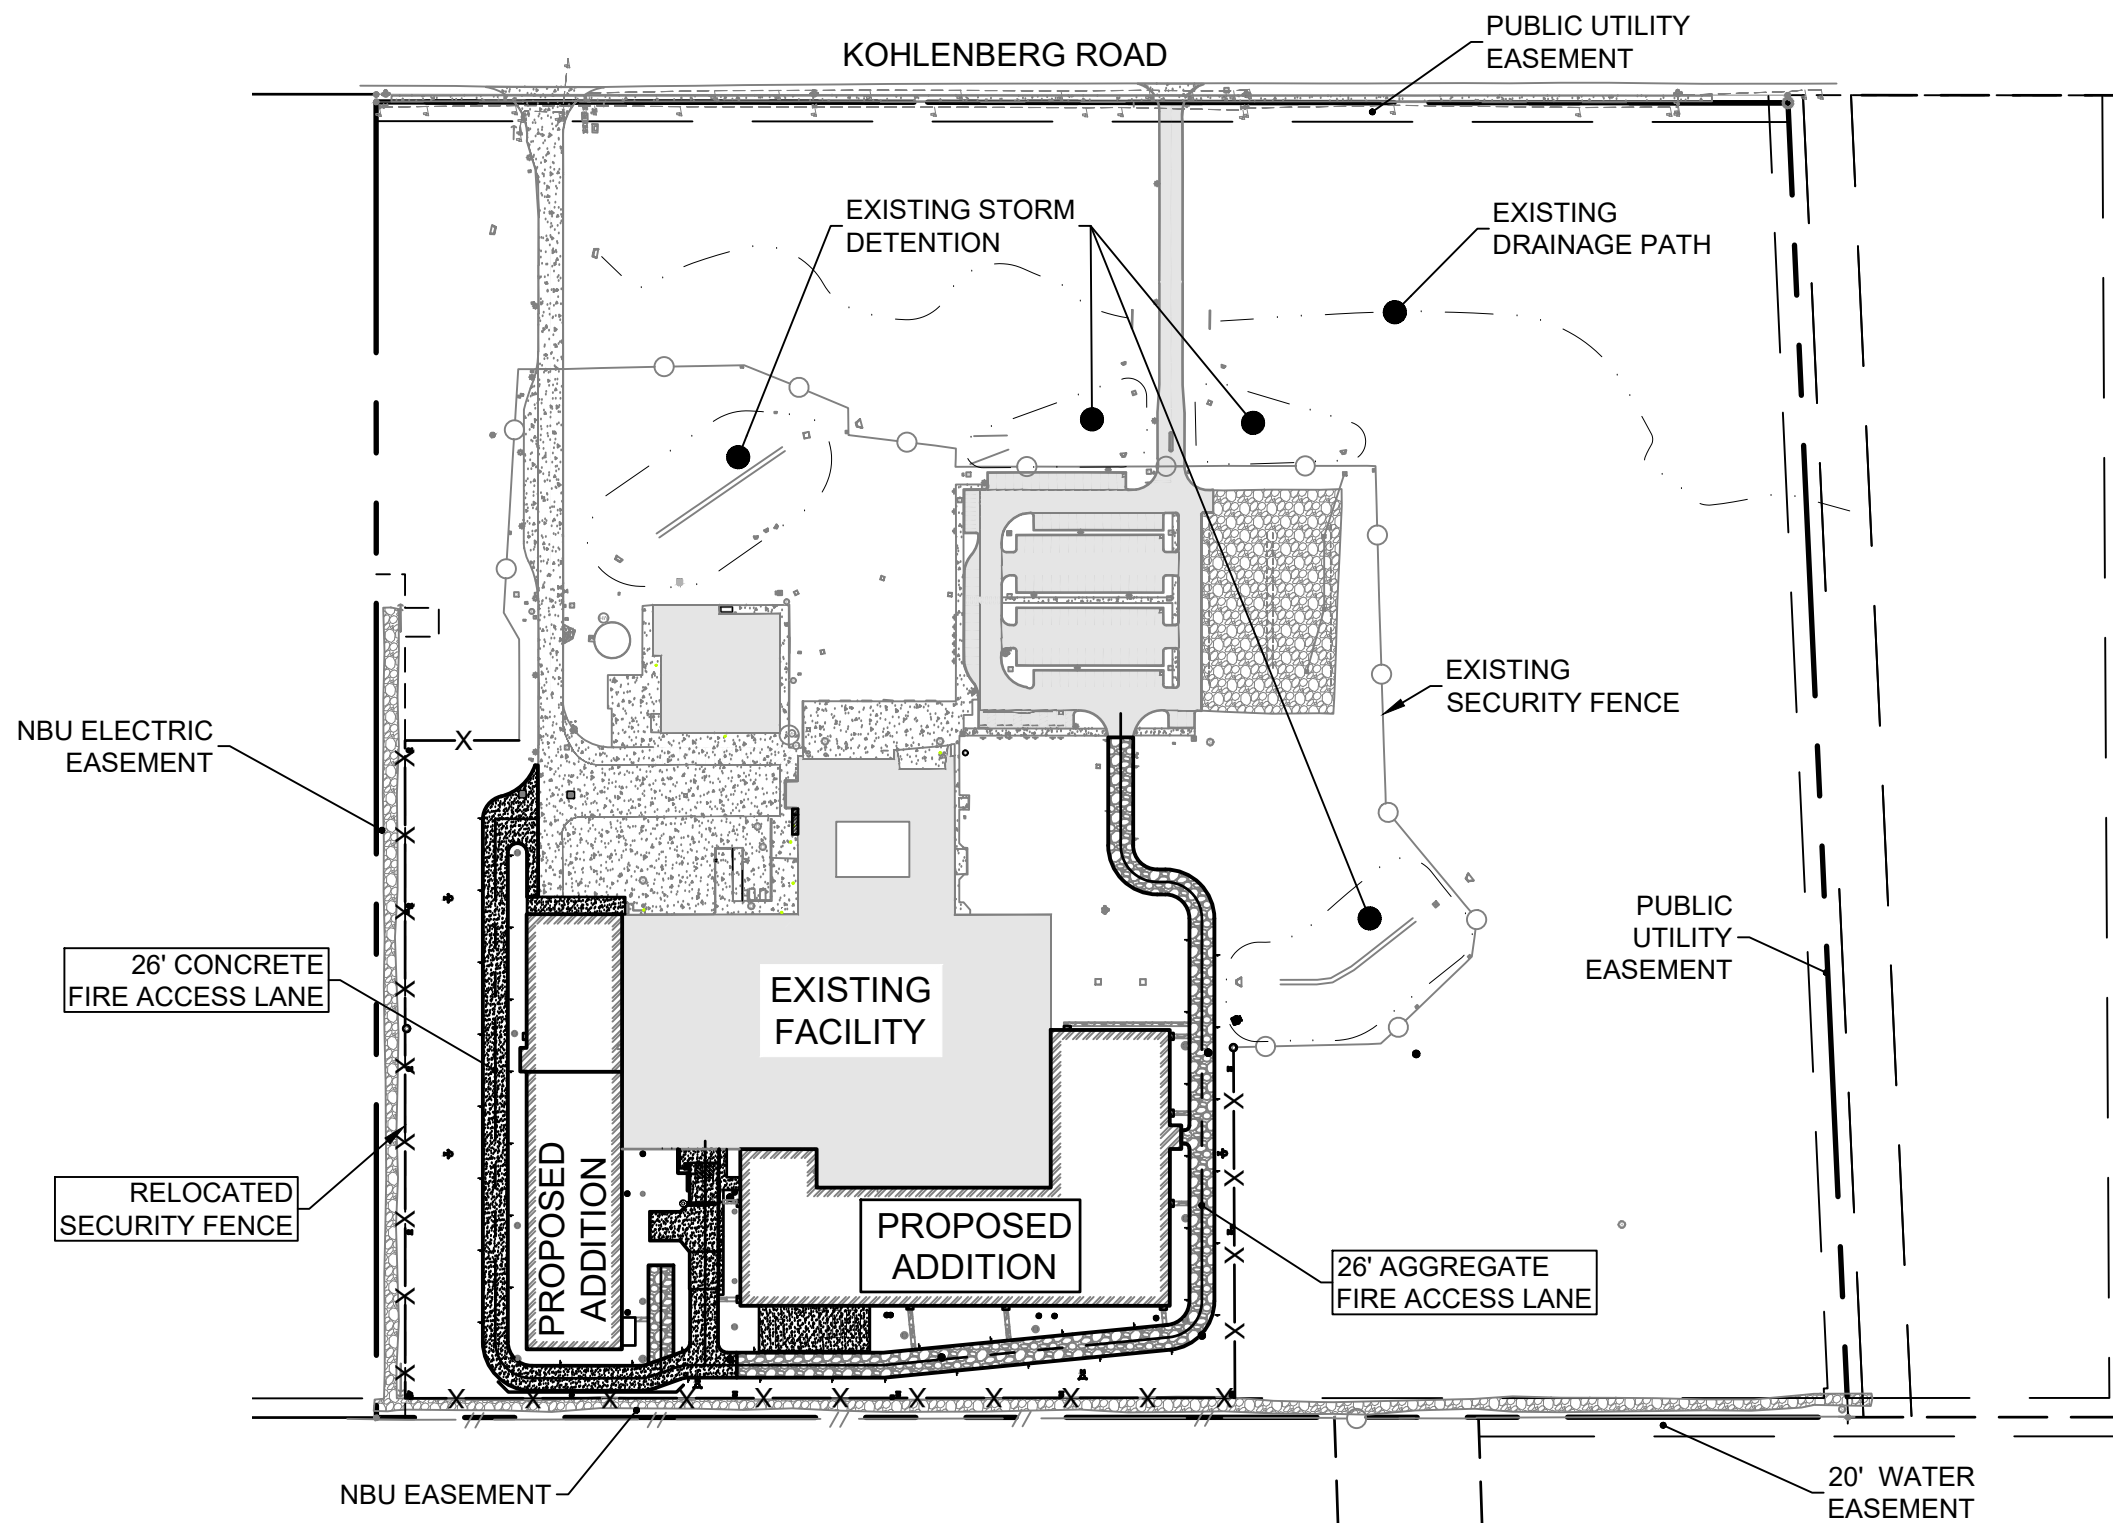 KOHLENBERG ROAD
PUBLIC UTILITY
EASEMENT
EXISTING STORM
DETENTION
EXISTING
DRAINAGE PATH
EXISTING
SECURITY FENCE
NBU ELECTRIC
EASEMENT
PUBLIC
UTILITY
EASEMENT
26' CONCRETE
FIRE ACCESS LANE
EXISTING
FACILITY
RELOCATED
SECURITY FENCE
PROPOSED
ADDITION
PROPOSED
ADDITION
26' AGGREGATE
FIRE ACCESS LANE
NBU EASEMENT
20' WATER
EASEMENT